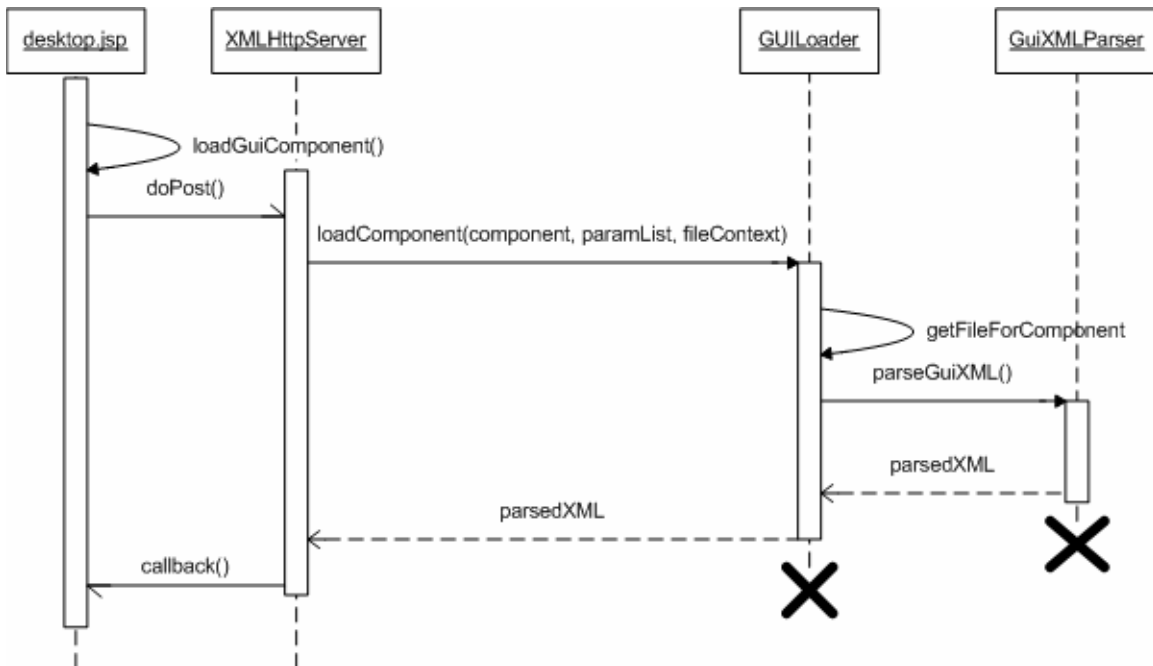 desktop.jsp
XMLHttpServer
GUILoader
GuiXMLParser
loadGuiComponent()
doPost()
loadComponent(component, paramList, fileContext)
getFileForComponent
parseGuiXML()
parsedXML
parsedXML
callback()